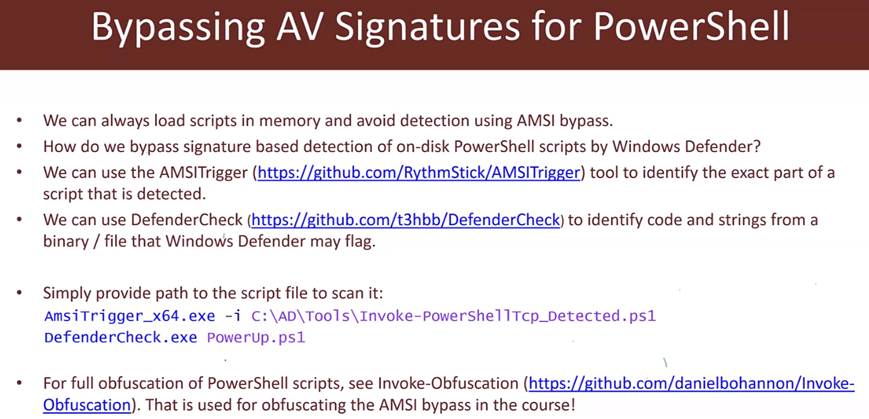 Bypassing AV Signatures for PowerShell
• We can always load scripts in memory and avoid detection using AMSI bypass.
• How do we bypass signature based detection of on-disk PowerShell scripts by Windows Defender?
• We can use the AMSITrigger (https://github.com/RythmStick/AMSITrigger) tool to identify the exact part of a
script that is detected.
• We can use DefenderCheck (https://github.com/t3hbb/DefenderCheck) to identify code and strings from a
binary / file that Windows Defender may flag.
• Simply provide path to the script file to scan it:
AmsiTrigger_x64.exe -i C:\AD\Tools\Invoke-PowerShellTcp_Detected.ps1
DefenderCheck.exe PowerUp.ps1
• For full obfuscation of PowerShell scripts, see Invoke-Obfuscation (https://github.com/danielbohannon/Invoke-
Obfuscation). That is used for obfuscating the AMSI bypass in the course!